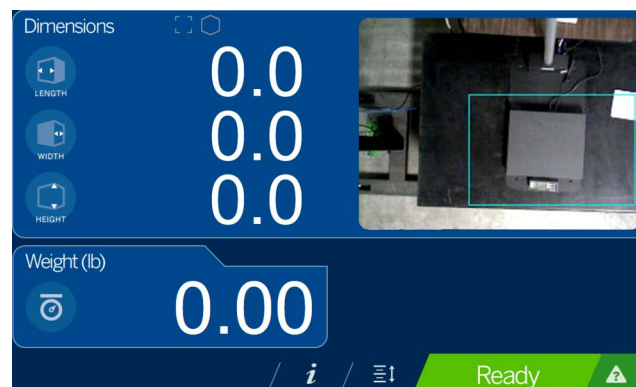 Dimensions
LENGTH
0.0
WIDTH
0.0
HEIGHT
0.0
Weight (lb)
0.00
i
Ready
?